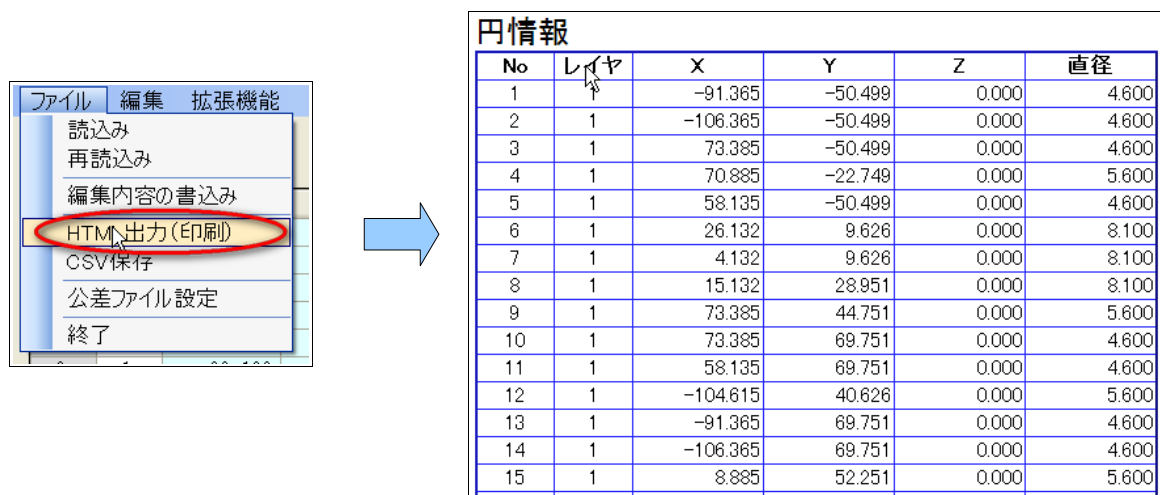 ファイル 編集 拡張機能
読込み
再読込み
編集内容の書込み
HTML出力(印刷)
CSV保存
公差ファイル設定
終了
円情報
No レイヤ X Y Z 直径
1 1 -91.365 -50.499 0.000 4.600
2 1 -106.365 -50.499 0.000 4.600
3 1 73.385 -50.499 0.000 4.600
4 1 70.885 -22.749 0.000 5.600
5 1 58.135 -50.499 0.000 4.600
6 1 26.132 9.626 0.000 8.100
7 1 4.132 9.626 0.000 8.100
8 1 15.132 28.951 0.000 8.100
9 1 73.385 44.751 0.000 5.600
10 1 73.385 69.751 0.000 4.600
11 1 58.135 69.751 0.000 4.600
12 1 -104.615 40.626 0.000 5.600
13 1 -91.365 69.751 0.000 4.600
14 1 -106.365 69.751 0.000 4.600
15 1 8.885 52.251 0.000 5.600